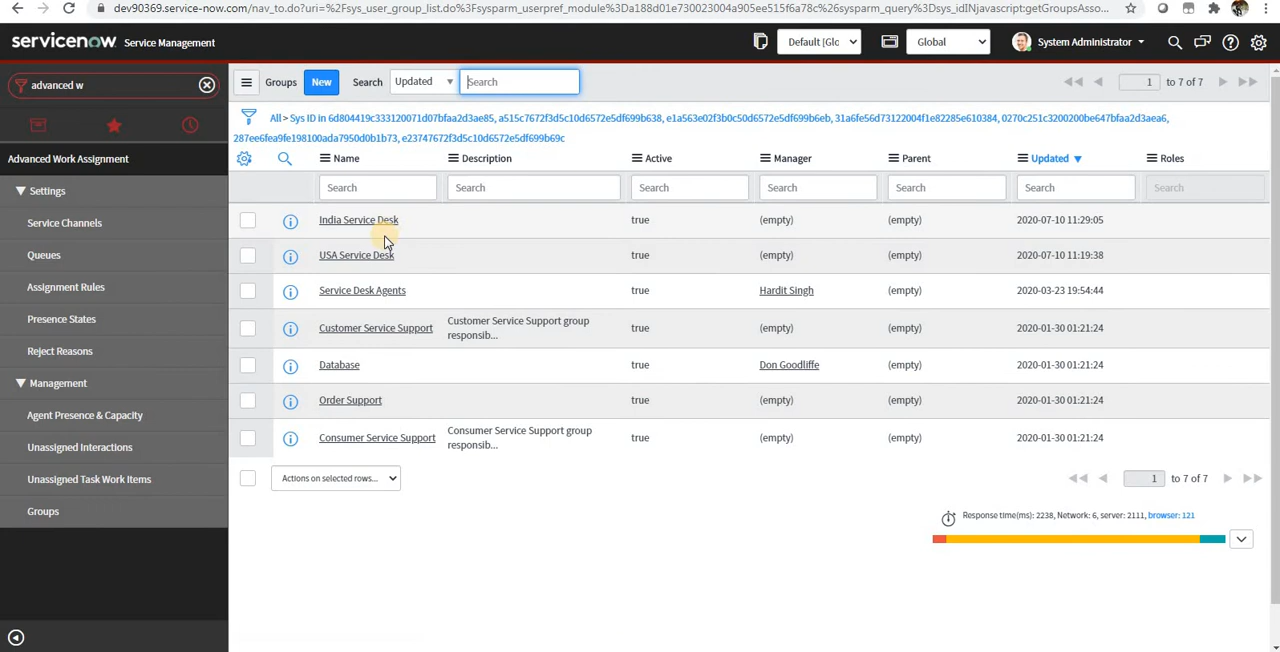 dev90369.service-now.com/nav_to.do?uri=%2Fsys_user_group_list.do%3Fsysparm_userpref_module%3Da188d01e730023004a915ef6a78c%26sysparm_query%3Dsys_idINjavascript:getGroupsAsso...
servicenow Service Management
Default [Glo
Global
System Administrator
advanced w
Groups New Search Updated Search
1 to 7 of 7
All > Sys ID in 6d804419c333120071d07bfaa2d3ae85, a515c7672f3d5c10d6572e5df699b638, e1a563e02f3b0c50d6572e5df699b6eb, 31a6fe56d73122004f1e82285e610384, 0270c251c3200200be647bfaa2d3aea6,
287ee6fea9fe198100ada7950d0b1b73, e23747672f3d5c10d6572e5df699b69c
Name Description Active Manager Parent Updated Roles
Search Search Search Search Search Search Search
India Service Desk true (empty) (empty) 2020-07-10 11:29:05
USA Service Desk true (empty) (empty) 2020-07-10 11:19:38
Service Desk Agents true Hardit Singh (empty) 2020-03-23 19:54:44
Customer Service Support Customer Service Support group responsib... true (empty) (empty) 2020-01-30 01:21:24
Database true Don Goodliffe (empty) 2020-01-30 01:21:24
Order Support true (empty) (empty) 2020-01-30 01:21:24
Consumer Service Support Consumer Service Support group responsib... true (empty) (empty) 2020-01-30 01:21:24
Actions on selected rows...
1 to 7 of 7
Response time(ms): 2238, Network: 6, server: 2111, browser: 121
Advanced Work Assignment
Settings
Service Channels
Queues
Assignment Rules
Presence States
Reject Reasons
Management
Agent Presence & Capacity
Unassigned Interactions
Unassigned Task Work Items
Groups